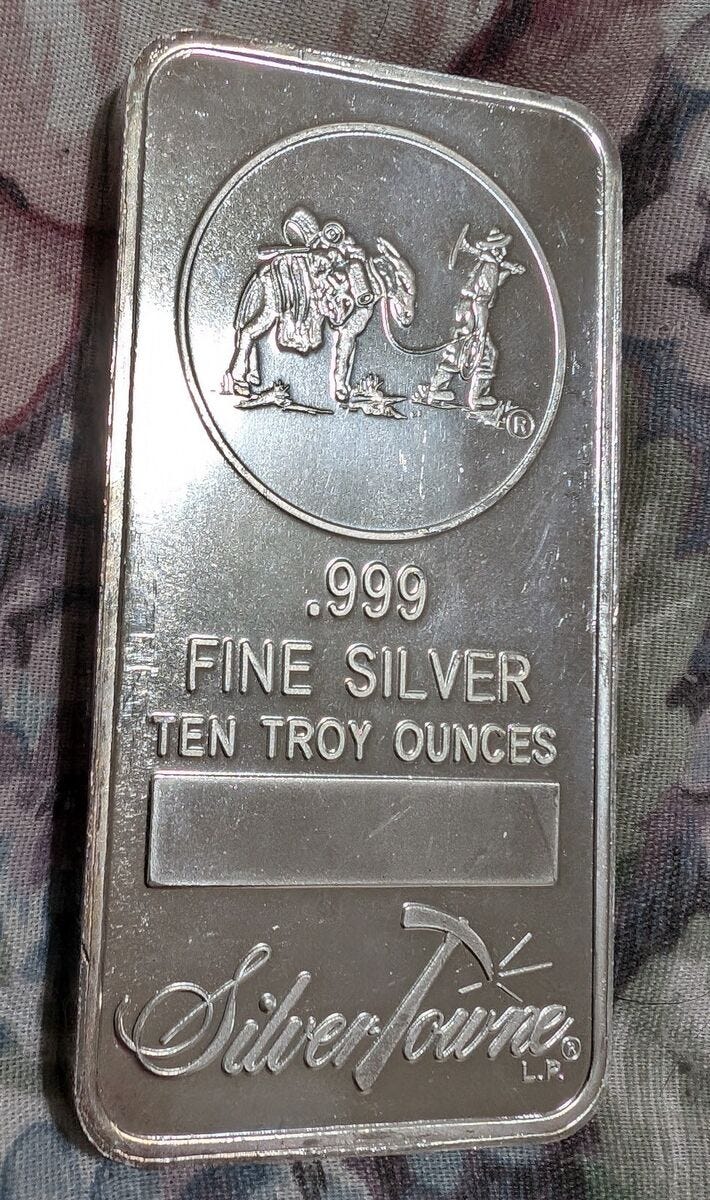 ®
.999
FINE SILVER
TEN TROY OUNCES
SilverTowne®
L.P.